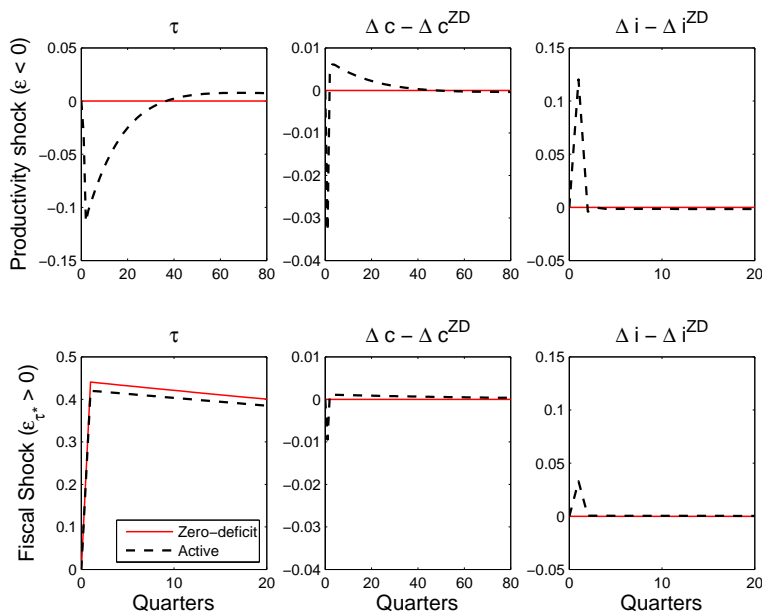 τ
Δ c − Δ c^ZD
Δ i − Δ i^ZD
Productivity shock (ε < 0)
0.05
0
−0.05
−0.1
−0.15
0 20 40 60 80
0.01
0
−0.01
−0.02
−0.03
−0.04
0 20 40 60 80
0.15
0.1
0.05
0
−0.05
0 10 20
τ
Δ c − Δ c^ZD
Δ i − Δ i^ZD
Fiscal Shock (ε_τ* > 0)
0.5
0.4
0.3
0.2
0.1
0
Zero−deficit
Active
0 10 20
Quarters
0.01
0
−0.01
−0.02
−0.03
−0.04
0 20 40 60 80
Quarters
0.15
0.1
0.05
0
−0.05
0 10 20
Quarters